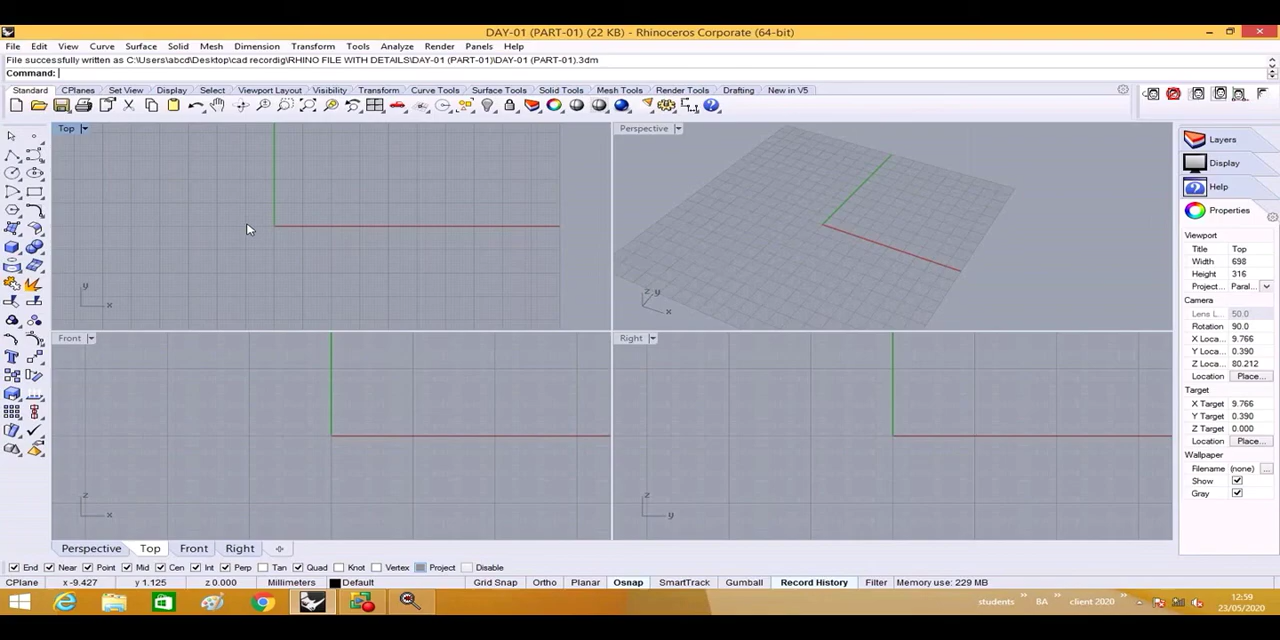 DAY-01 (PART-01) (22 KB) - Rhinoceros Corporate (64-bit)
File Edit View Curve Surface Solid Mesh Dimension Transform Tools Analyze Render Panels Help
File successfully written as C:\Users\abcd\Desktop\cad recordig\RHINO FILE WITH DETAILS\DAY-01 (PART-01)\DAY-01 (PART-01).3dm
Command:
Standard CPlanes Set View Display Select Viewport Layout Visibility Transform Curve Tools Surface Tools Solid Tools Mesh Tools Render Tools Drafting New in V5
Top
Perspective
y
x
z y
x
Front
Right
z
x
z
y
Layers
Display
Help
Properties
Viewport
Title Top
Width 698
Height 316
Project... Paral...
Camera
Lens L... 50.0
Rotation 90.0
X Loca... 9.766
Y Loca... 0.390
Z Loca... 80.212
Location Place...
Target
X Target 9.766
Y Target 0.390
Z Target 0.000
Location Place...
Wallpaper
Filename (none) ...
Show
Gray
Perspective Top Front Right
End Near Point Mid Cen Int Perp Tan Quad Knot Vertex Project Disable
CPlane x -9.427 y 1.125 z 0.000 Millimeters Default Grid Snap Ortho Planar Osnap SmartTrack Gumball Record History Filter Memory use: 229 MB
students » BA » client 2020 »
12:59
23/05/2020